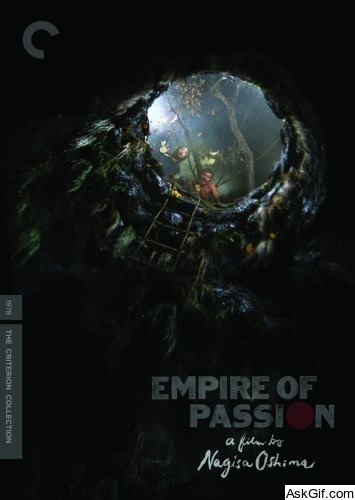 EMPIRE OF
PASSION
a film by
Nagisa Oshima
1978
THE CRITERION COLLECTION
AskGif.com